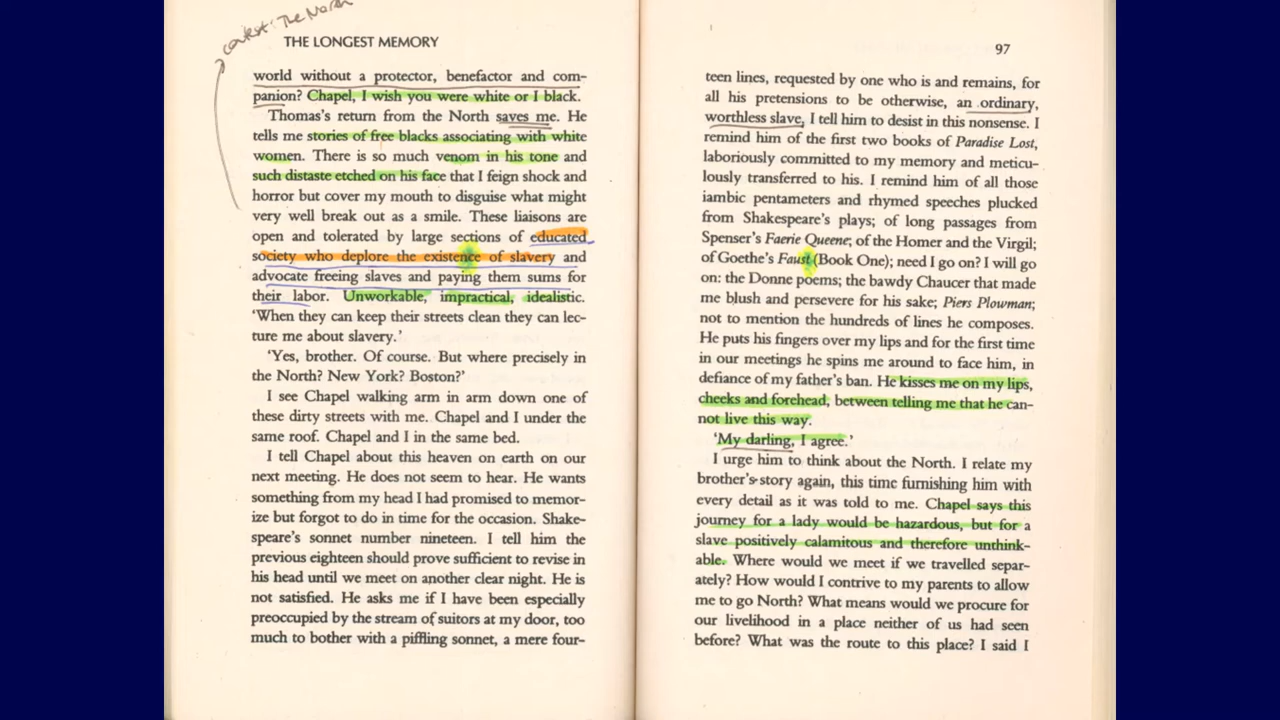 context: The North
THE LONGEST MEMORY
world without a protector, benefactor and com-
panion? Chapel, I wish you were white or I black.
Thomas's return from the North saves me. He
tells me stories of free blacks associating with white
women. There is so much venom in his tone and
such distaste etched on his face that I feign shock and
horror but cover my mouth to disguise what might
very well break out as a smile. These liaisons are
open and tolerated by large sections of educated
society who deplore the existence of slavery and
advocate freeing slaves and paying them sums for
their labor. Unworkable, impractical, idealistic.
‘When they can keep their streets clean they can lec-
ture me about slavery.’
‘Yes, brother. Of course. But where precisely in
the North? New York? Boston?’
I see Chapel walking arm in arm down one of
these dirty streets with me. Chapel and I under the
same roof. Chapel and I in the same bed.
I tell Chapel about this heaven on earth on our
next meeting. He does not seem to hear. He wants
something from my head I had promised to memor-
ize but forgot to do in time for the occasion. Shake-
speare's sonnet number nineteen. I tell him the
previous eighteen should prove sufficient to revise in
his head until we meet on another clear night. He is
not satisfied. He asks me if I have been especially
preoccupied by the stream of suitors at my door, too
much to bother with a piffling sonnet, a mere four-
97
teen lines, requested by one who is and remains, for
all his pretensions to be otherwise, an ordinary,
worthless slave, I tell him to desist in this nonsense. I
remind him of the first two books of Paradise Lost,
laboriously committed to my memory and meticu-
lously transferred to his. I remind him of all those
iambic pentameters and rhymed speeches plucked
from Shakespeare's plays; of long passages from
Spenser's Faerie Queene; of the Homer and the Virgil;
of Goethe's Faust (Book One); need I go on? I will go
on: the Donne poems; the bawdy Chaucer that made
me blush and persevere for his sake; Piers Plowman;
not to mention the hundreds of lines he composes.
He puts his fingers over my lips and for the first time
in our meetings he spins me around to face him, in
defiance of my father's ban. He kisses me on my lips,
cheeks and forehead, between telling me that he can-
not live this way.
‘My darling, I agree.’
I urge him to think about the North. I relate my
brother's story again, this time furnishing him with
every detail as it was told to me. Chapel says this
journey for a lady would be hazardous, but for a
slave positively calamitous and therefore unthink-
able. Where would we meet if we travelled separ-
ately? How would I contrive to my parents to allow
me to go North? What means would we procure for
our livelihood in a place neither of us had seen
before? What was the route to this place? I said I